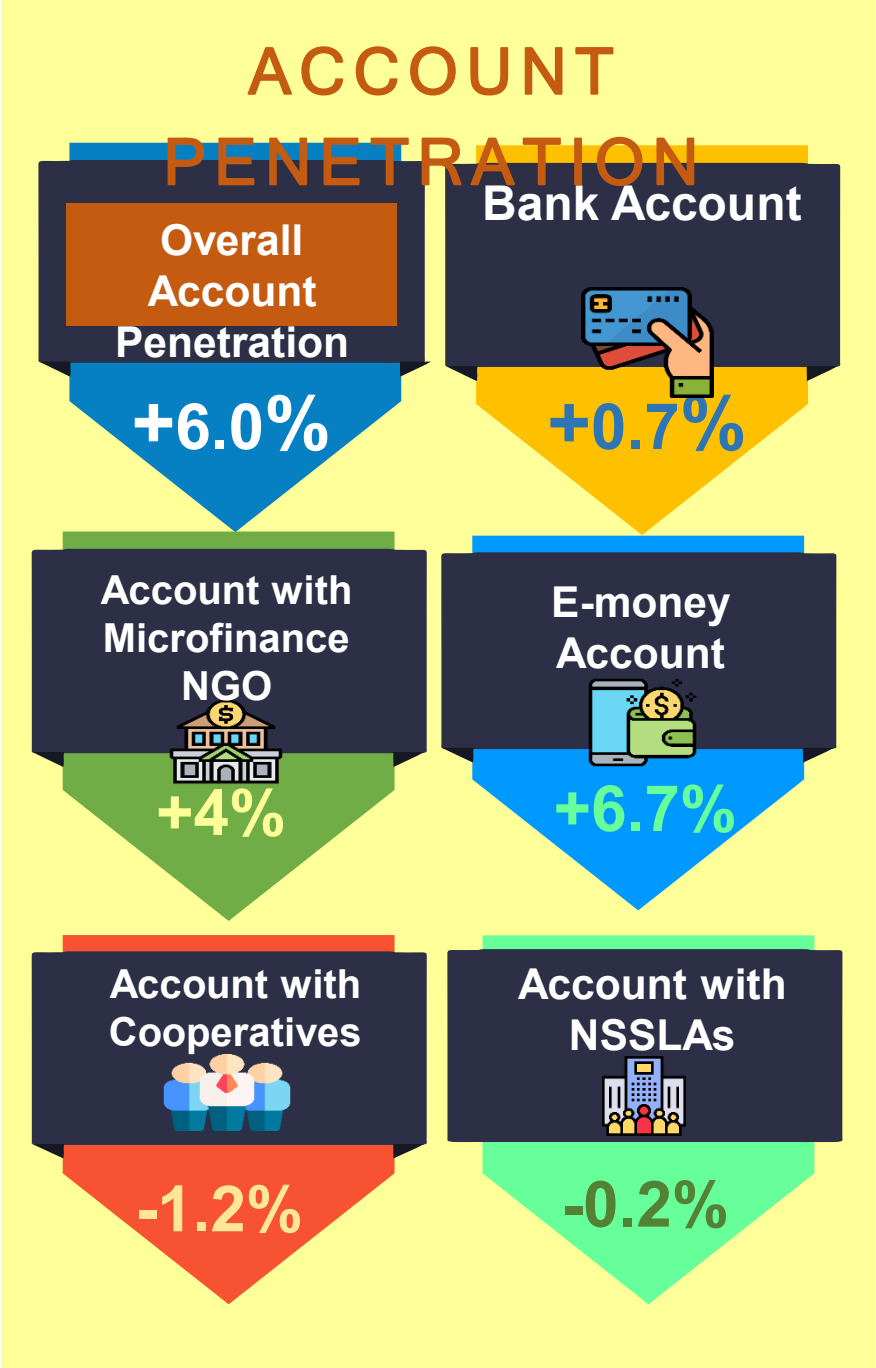 ACCOUNT
PENETRATION
Overall
Account
Penetration
+6.0%
Bank Account
+0.7%
Account with
Microfinance
NGO
$
+4%
E-money
Account
$
+6.7%
Account with
Cooperatives
-1.2%
Account with
NSSLAs
-0.2%